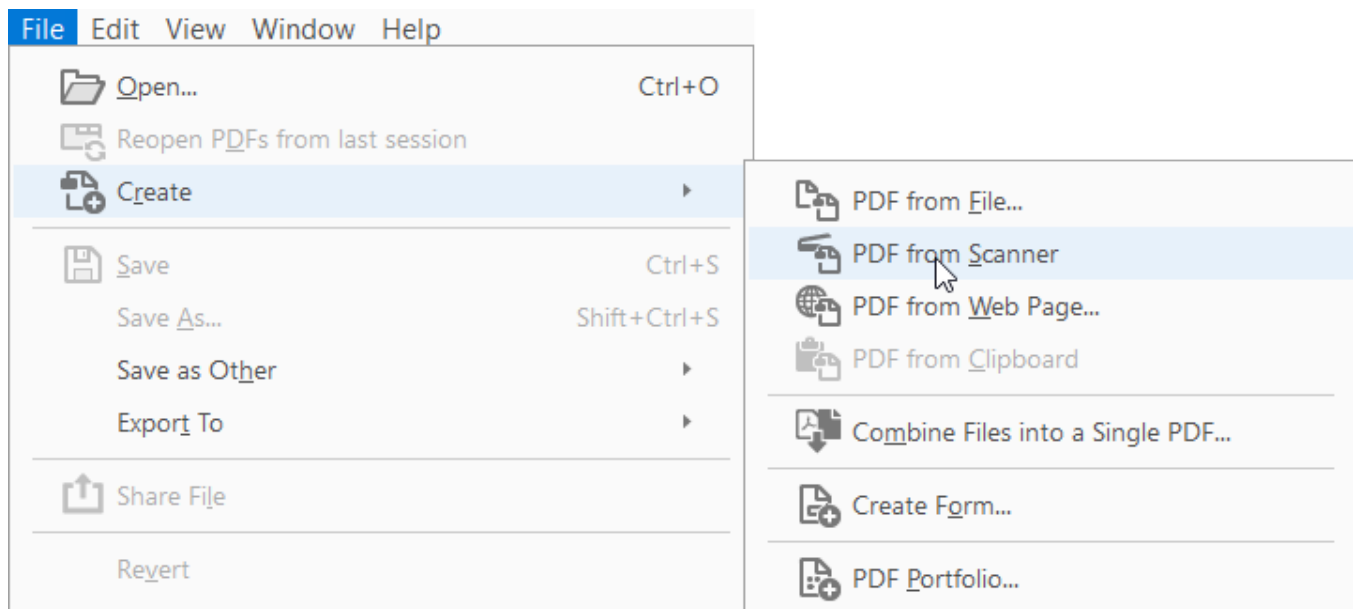 File Edit View Window Help
Open... Ctrl+O
Reopen PDFs from last session
Create
Save Ctrl+S
Save As... Shift+Ctrl+S
Save as Other
Export To
Share File
Revert
PDF from File...
PDF from Scanner
PDF from Web Page...
PDF from Clipboard
Combine Files into a Single PDF...
Create Form...
PDF Portfolio...